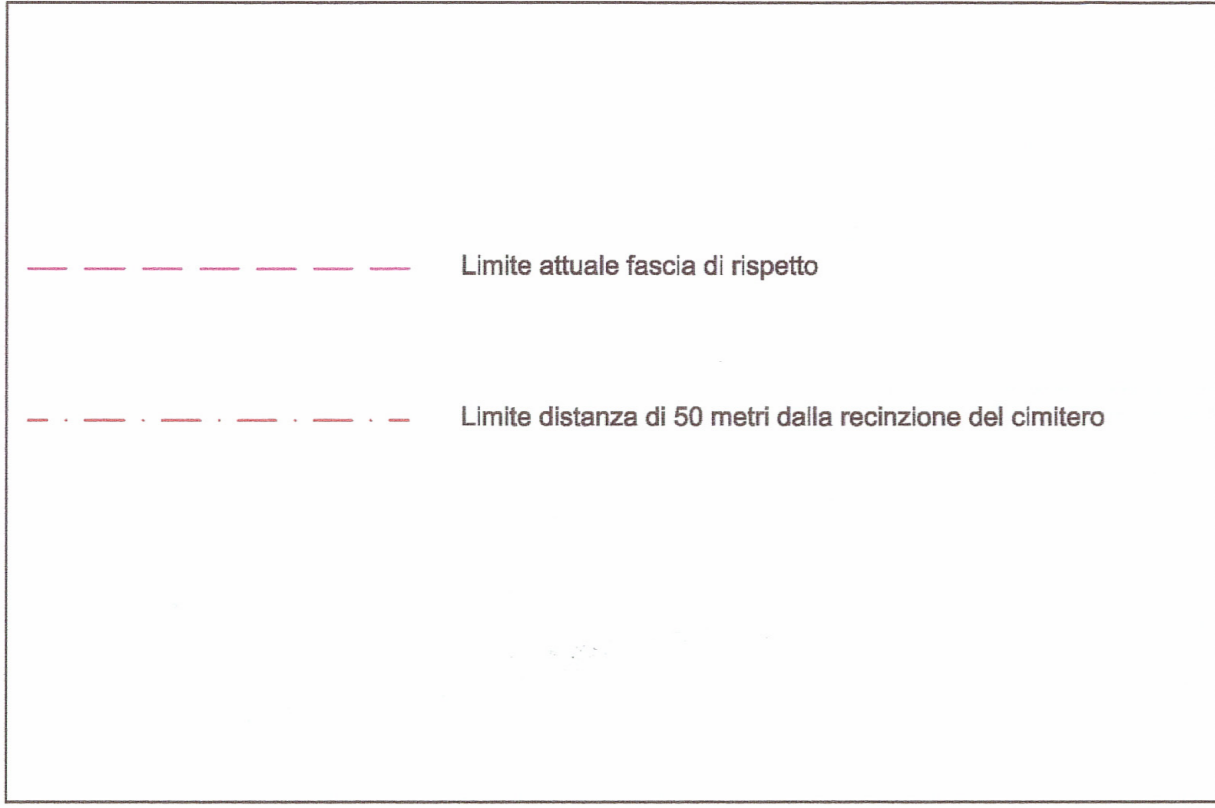 Limite attuale fascia di rispetto
Limite distanza di 50 metri dalla recinzione del cimitero